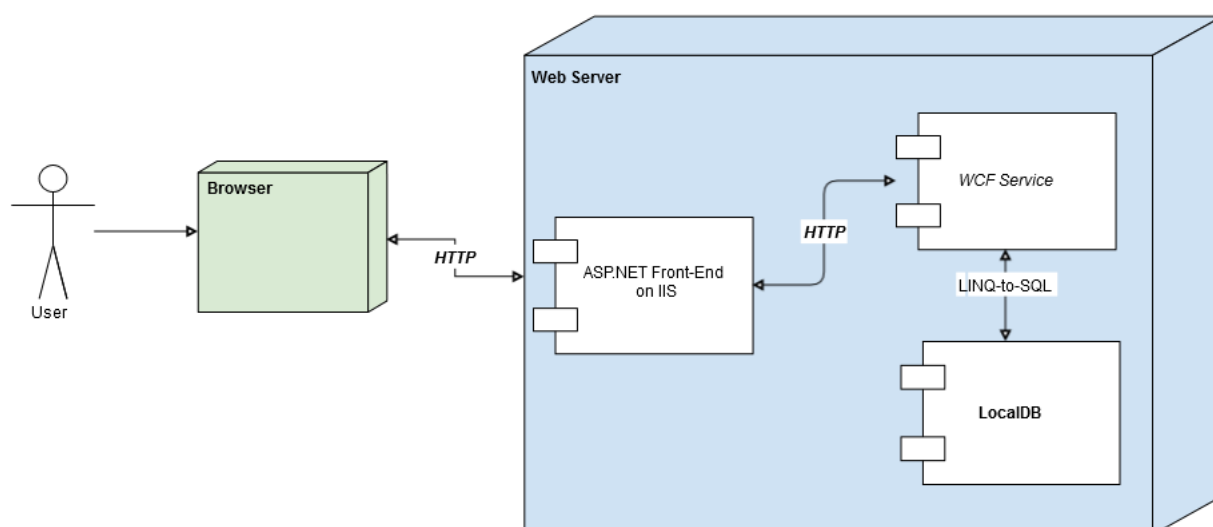 Web Server
Browser
User
HTTP
ASP.NET Front-End
on IIS
HTTP
WCF Service
LINQ-to-SQL
LocalDB